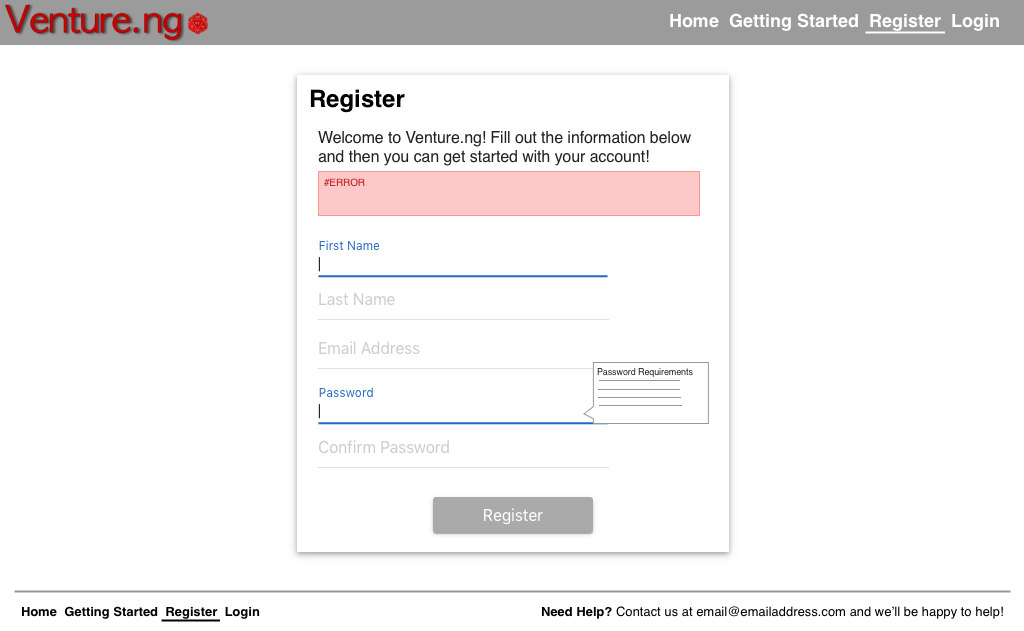 Venture.ng
Home Getting Started Register Login
Register
Welcome to Venture.ng! Fill out the information below
and then you can get started with your account!
#ERROR
First Name
Last Name
Email Address
Password
Password Requirements
Confirm Password
Register
Home Getting Started Register Login
Need Help? Contact us at email@emailaddress.com and we'll be happy to help!